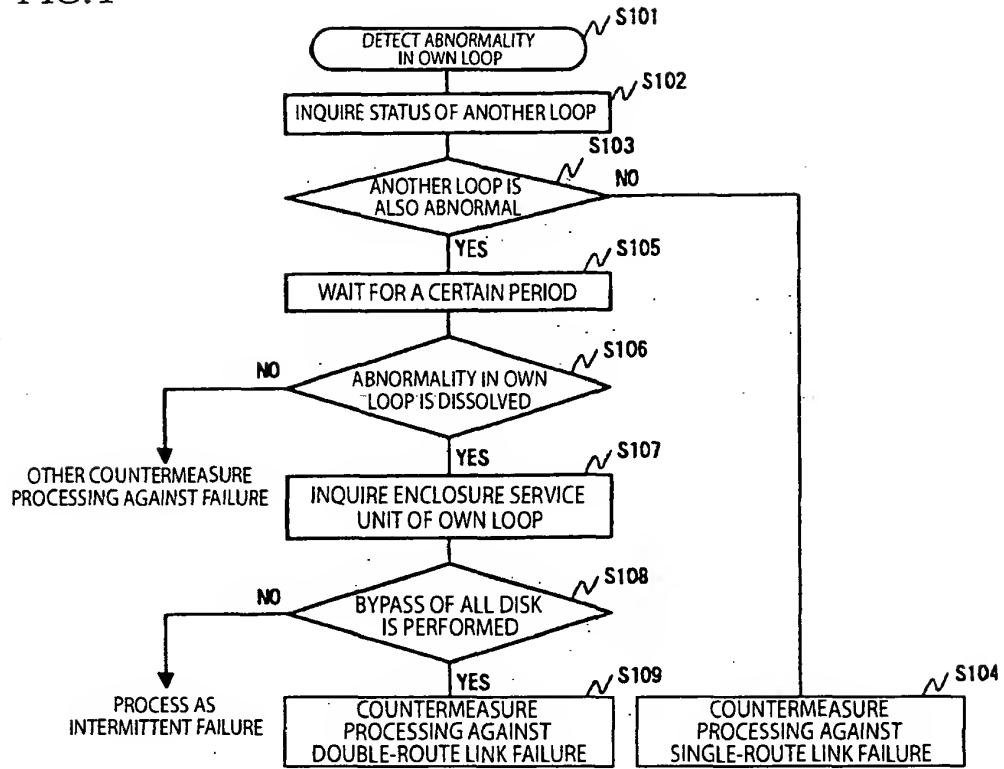 DETECT ABNORMALITY
IN OWN LOOP
S101
INQUIRE STATUS OF ANOTHER LOOP
S102
ANOTHER LOOP IS
ALSO ABNORMAL
S103
NO
YES
WAIT FOR A CERTAIN PERIOD
S105
ABNORMALITY IN OWN
LOOP IS DISSOLVED
S106
NO
OTHER COUNTERMEASURE
PROCESSING AGAINST FAILURE
YES
INQUIRE ENCLOSURE SERVICE
UNIT OF OWN LOOP
S107
BYPASS OF ALL DISK
IS PERFORMED
S108
NO
PROCESS AS
INTERMITTENT FAILURE
YES
COUNTERMEASURE
PROCESSING AGAINST
DOUBLE-ROUTE LINK FAILURE
S109
COUNTERMEASURE
PROCESSING AGAINST
SINGLE-ROUTE LINK FAILURE
S104